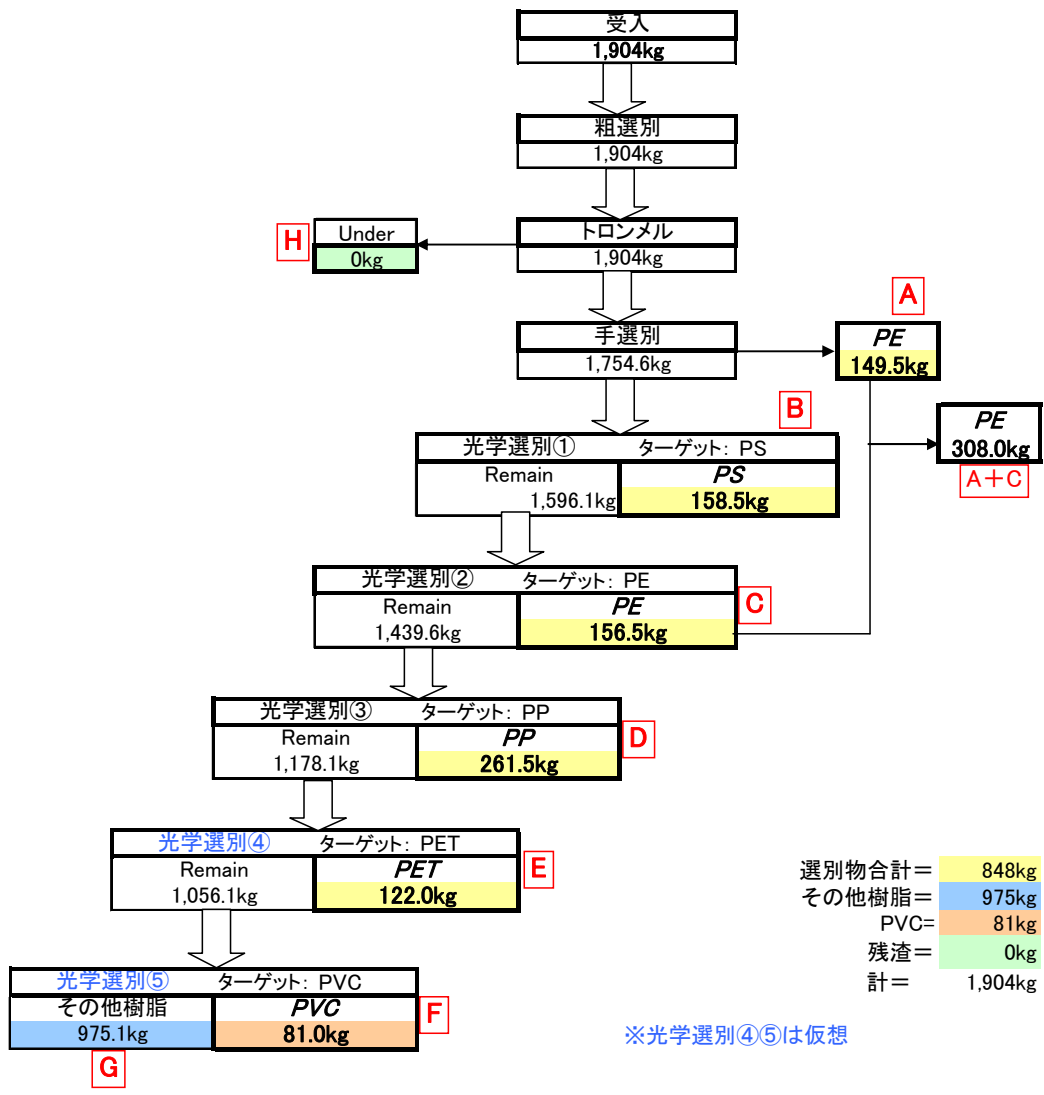 受入
1,904kg
粗選別
1,904kg
H
Under
0kg
トロンメル
1,904kg
手選別
1,754.6kg
A
PE
149.5kg
PE
308.0kg
A+C
B
光学選別① ターゲット: PS
Remain
1,596.1kg
PS
158.5kg
光学選別② ターゲット: PE
Remain
1,439.6kg
PE
156.5kg
C
光学選別③ ターゲット: PP
Remain
1,178.1kg
PP
261.5kg
D
光学選別④ ターゲット: PET
Remain
1,056.1kg
PET
122.0kg
E
光学選別⑤ ターゲット: PVC
その他樹脂
975.1kg
PVC
81.0kg
F
G
選別物合計= 848kg
その他樹脂= 975kg
PVC= 81kg
残渣= 0kg
計= 1,904kg
※光学選別④⑤は仮想